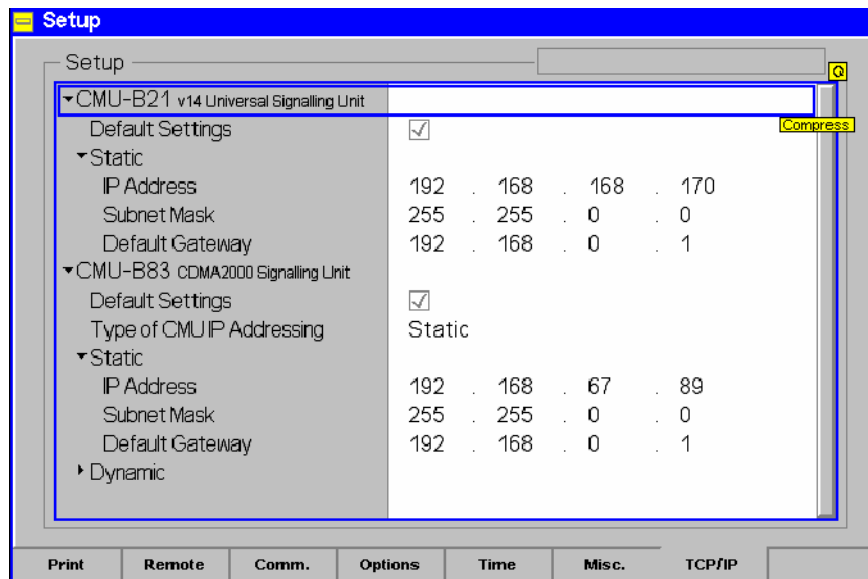 Setup
Setup
CMU-B21 v14 Universal Signalling Unit
Compress
Default Settings
Static
IP Address 192 . 168 . 168 . 170
Subnet Mask 255 . 255 . 0 . 0
Default Gateway 192 . 168 . 0 . 1
CMU-B83 CDMA2000 Signalling Unit
Default Settings
Type of CMU IP Addressing Static
Static
IP Address 192 . 168 . 67 . 89
Subnet Mask 255 . 255 . 0 . 0
Default Gateway 192 . 168 . 0 . 1
Dynamic
Print Remote Comm. Options Time Misc. TCP/IP